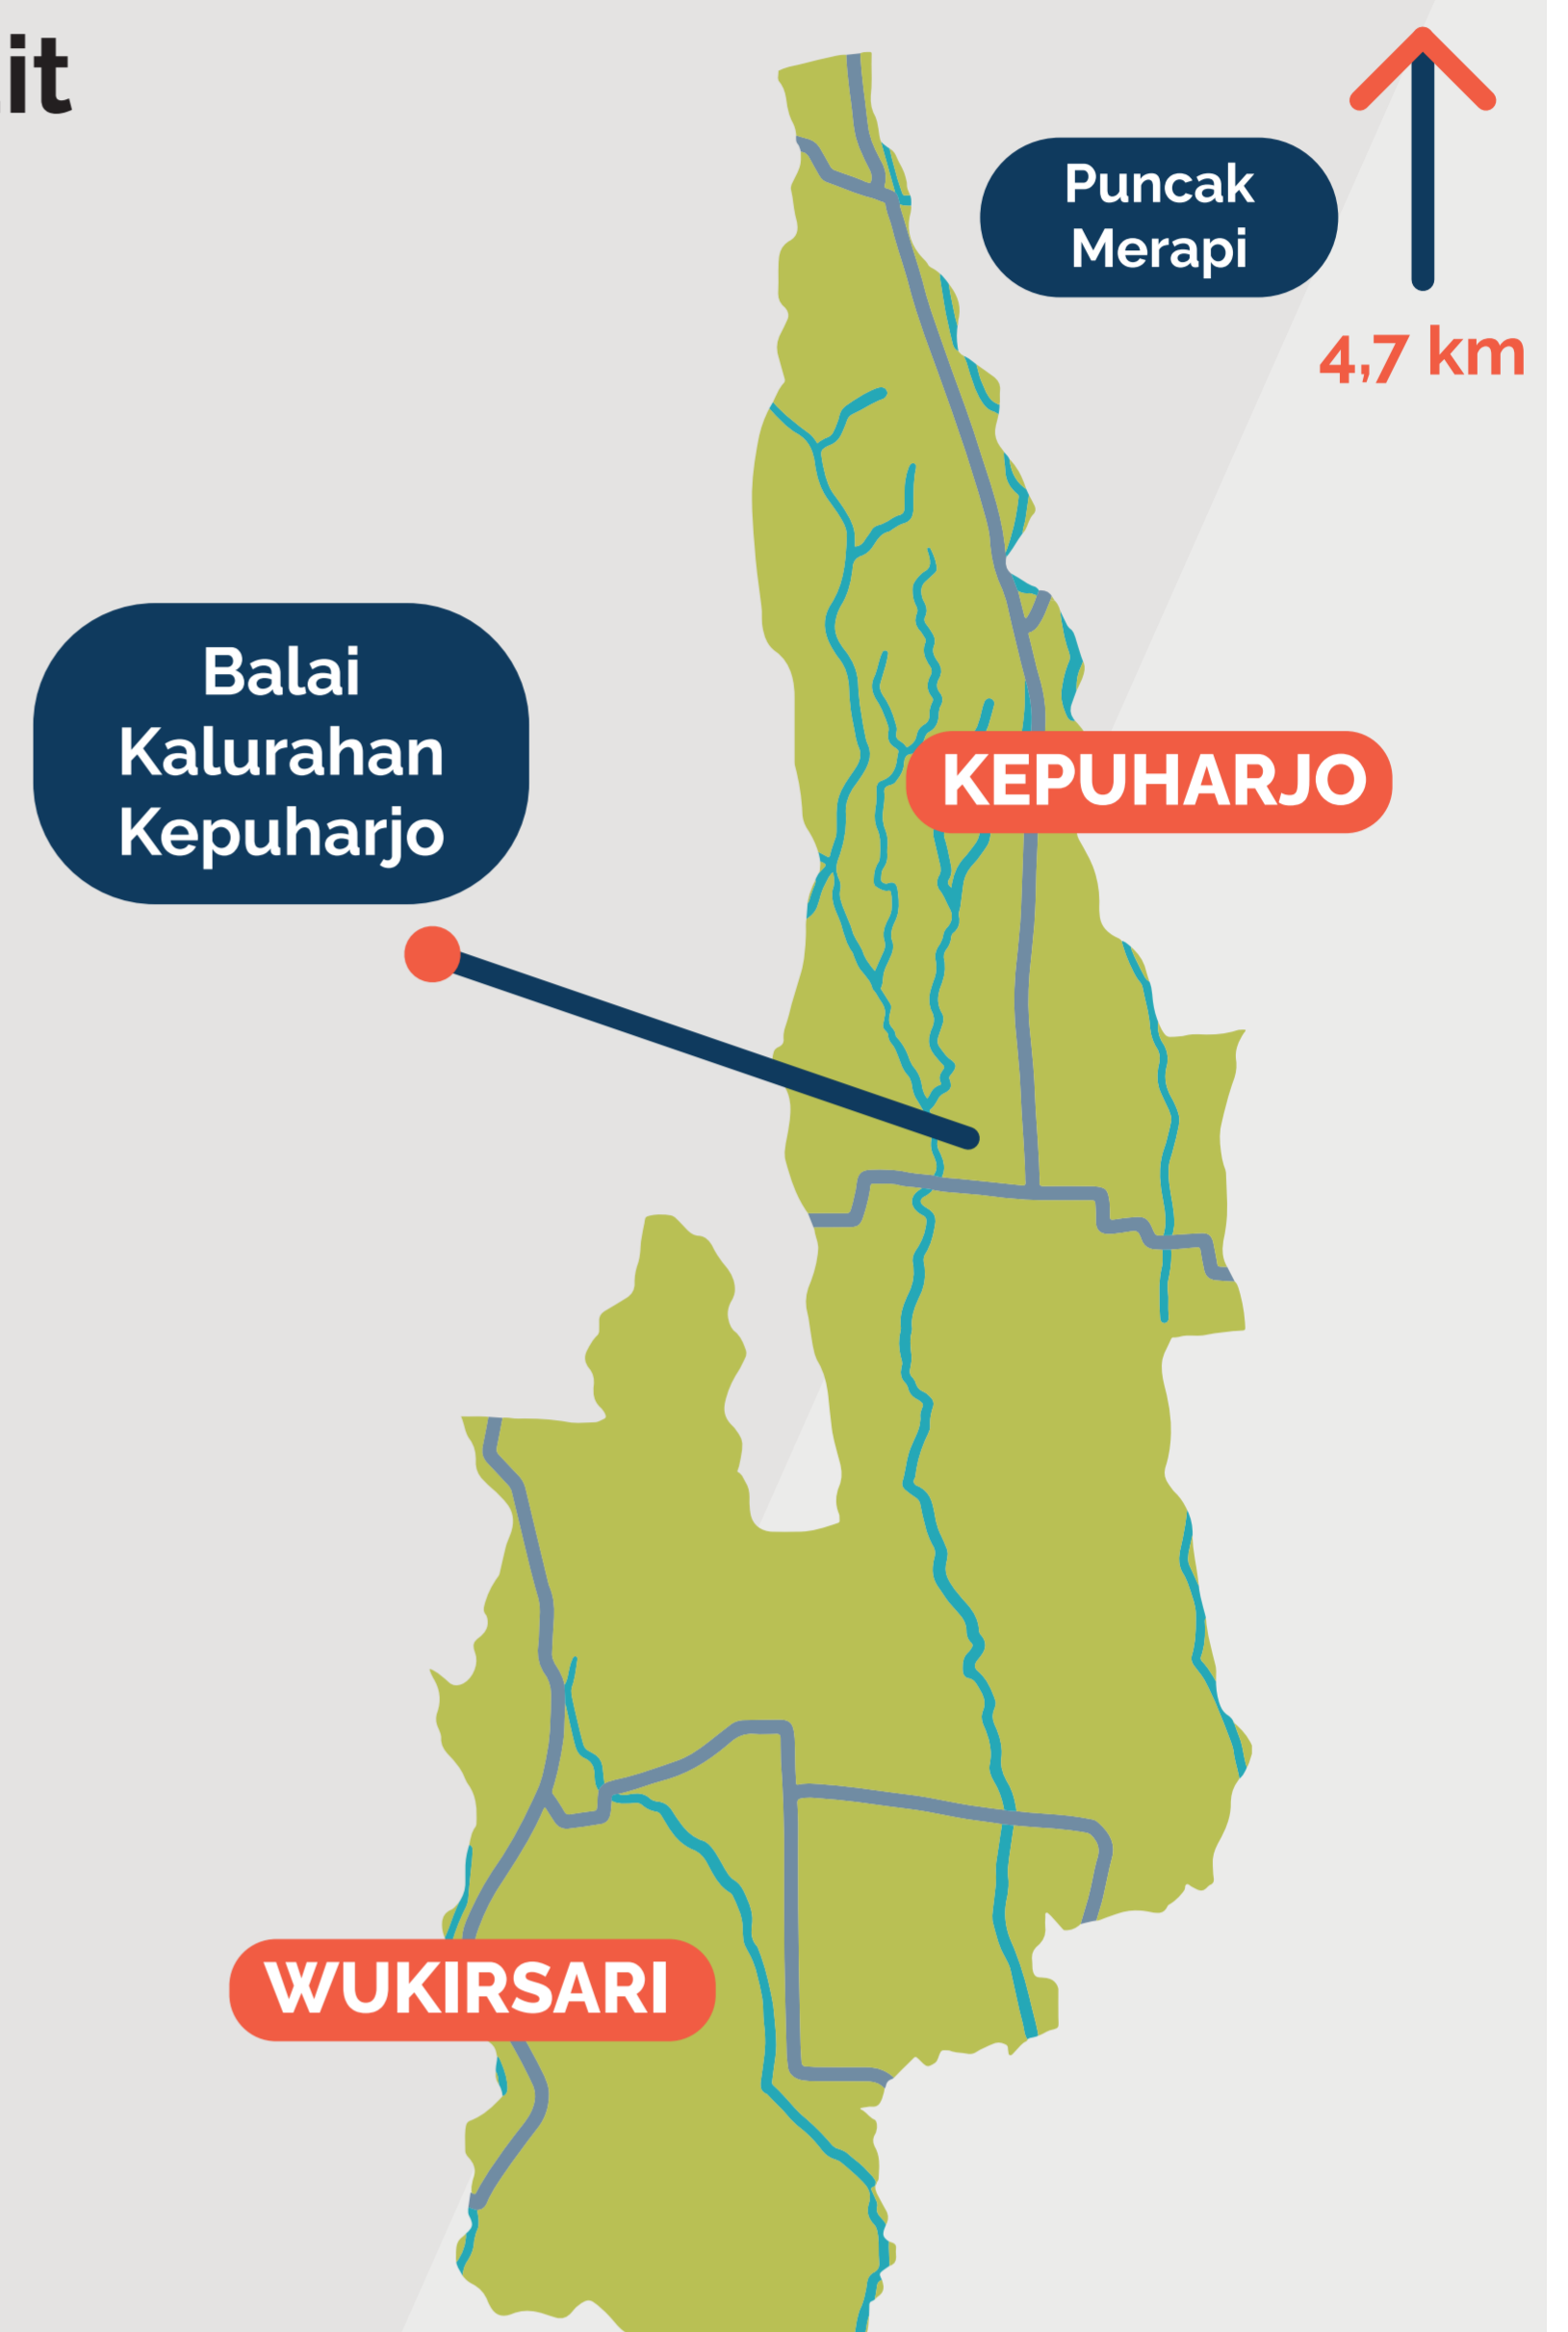 it
Puncak
Merapi
4,7 km
Balai
Kalurahan
Kepuharjo
KEPUHARJO
WUKIRSARI